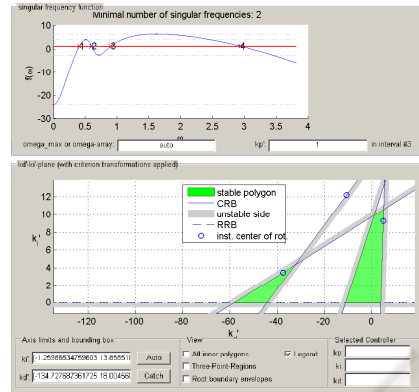 singular frequency function
Minimal number of singular frequencies: 2
f(ω)
10
0
-10
-20
-30
1 2 3 4
0 0.5 1 1.5 2 2.5 3 3.5 4
omega_max or omega-array: auto kp': 1 in interval #3
kd'-ki'-plane (with criterion transformations applied)
stable polygon
CRB
unstable side
RRB
inst. center of rot.
12
10
8
6
4
2
0
-120 -100 -80 -60 -40 -20 0
Axis limits and bounding box
Auto
Catch
View
All inner polygons
Legend
Three-Point-Regions
Root boundary envelopes
Selected Controller
kp:
ki:
kd: